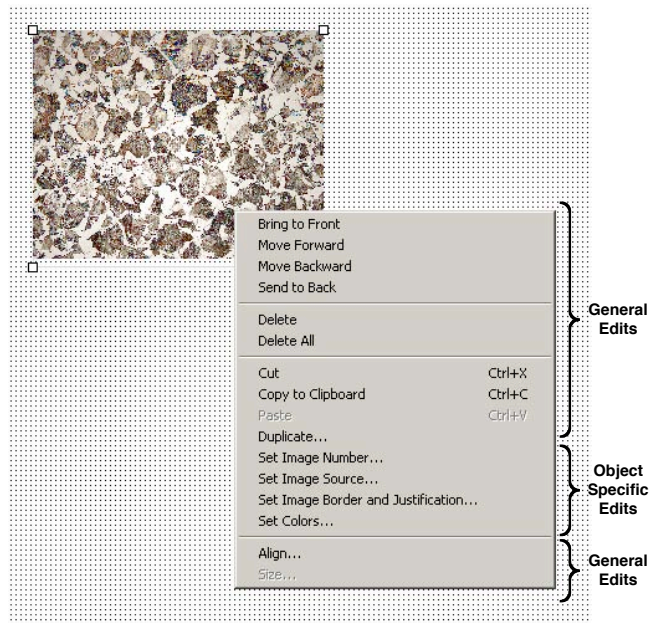 Bring to Front
Move Forward
Move Backward
Send to Back
Delete
Delete All
Cut Ctrl+X
Copy to Clipboard Ctrl+C
Paste Ctrl+V
Duplicate...
Set Image Number...
Set Image Source...
Set Image Border and Justification...
Set Colors...
Align...
Size...
General
Edits
Object
Specific
Edits
General
Edits